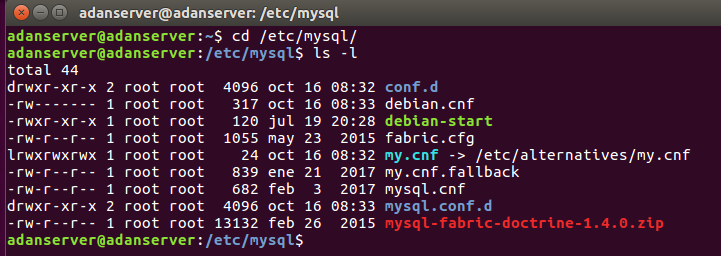 adanserver@adanserver: /etc/mysql
adanserver@adanserver:~$ cd /etc/mysql/
adanserver@adanserver:/etc/mysql$ ls -l
total 44
drwxr-xr-x 2 root root  4096 oct 16 08:32 conf.d
-rw------- 1 root root   317 oct 16 08:33 debian.cnf
-rwxr-xr-x 1 root root   120 jul 19 20:28 debian-start
-rw-r--r-- 1 root root  1055 may 23  2015 fabric.cfg
lrwxrwxrwx 1 root root    24 oct 16 08:32 my.cnf -> /etc/alternatives/my.cnf
-rw-r--r-- 1 root root   839 ene 21  2017 my.cnf.fallback
-rw-r--r-- 1 root root   682 feb  3  2017 mysql.cnf
drwxr-xr-x 2 root root  4096 oct 16 08:33 mysql.conf.d
-rw-r--r-- 1 root root 13132 feb 26  2015 mysql-fabric-doctrine-1.4.0.zip
adanserver@adanserver:/etc/mysql$